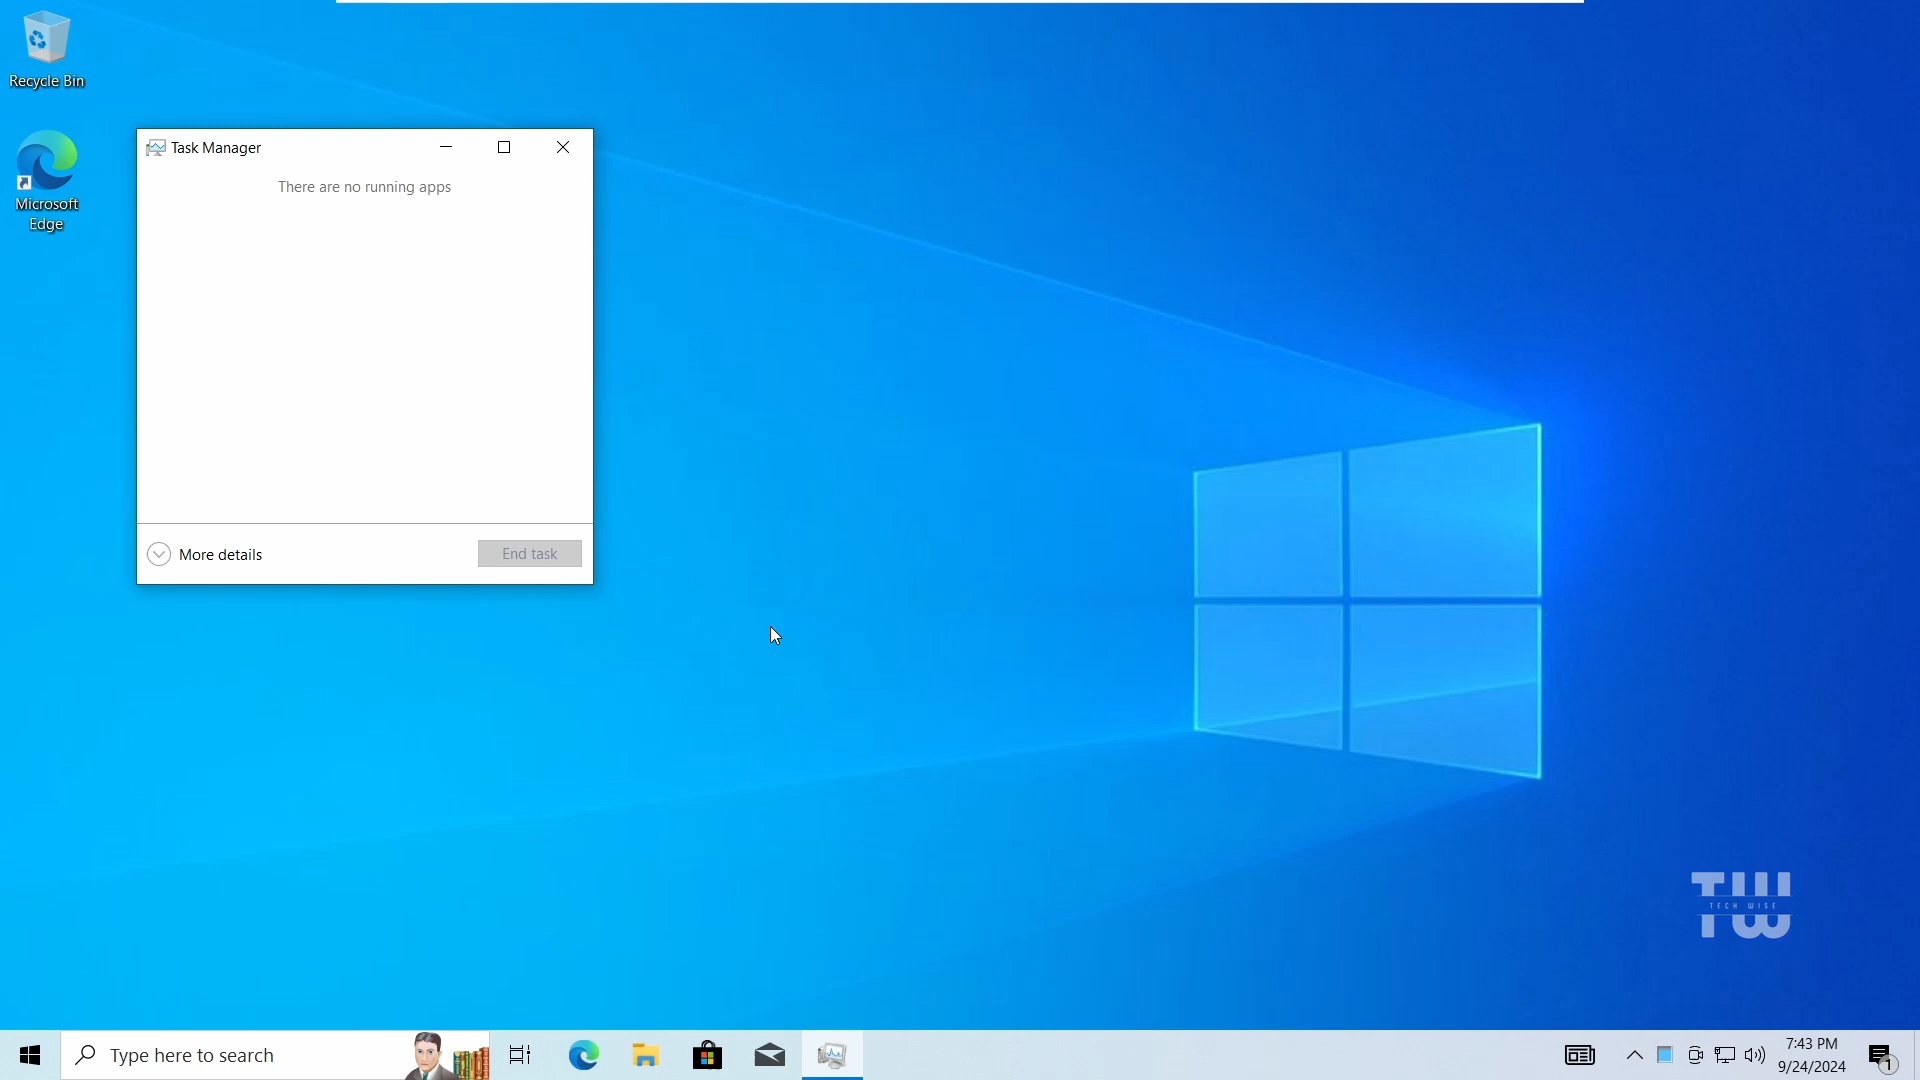 Recycle Bin
Microsoft
Edge
Task Manager
There are no running apps
More details
End task
TW
TECH WISE
Type here to search
7:43 PM
9/24/2024
1